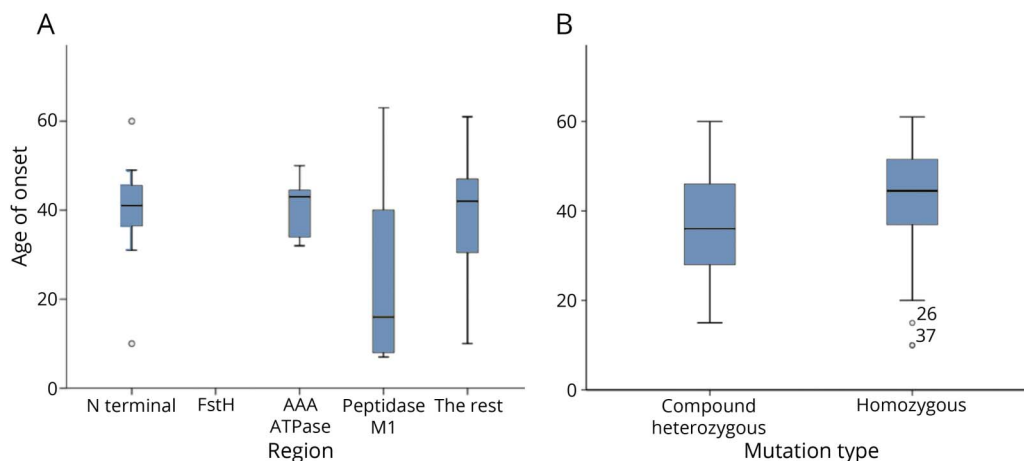 A
Age of onset
60
40
20
0
N terminal
FstH
AAA
ATPase
Peptidase
M1
The rest
Region
B
60
40
20
0
26
37
Compound
heterozygous
Homozygous
Mutation type